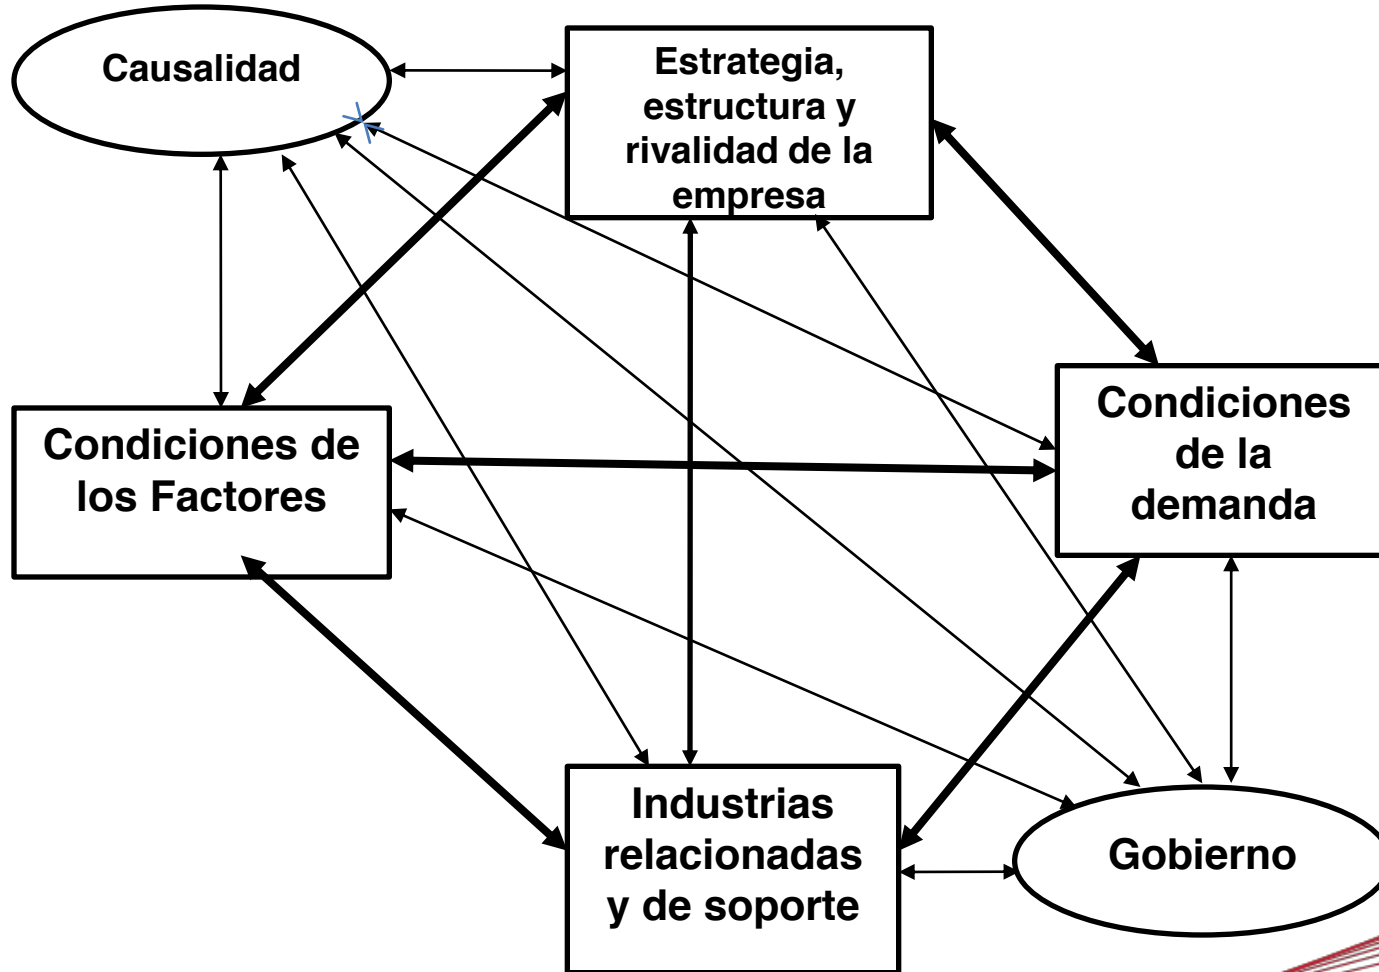 Causalidad
Estrategia,
estructura y
rivalidad de la
empresa
Condiciones de
los Factores
Condiciones
de la
demanda
Industrias
relacionadas
y de soporte
Gobierno